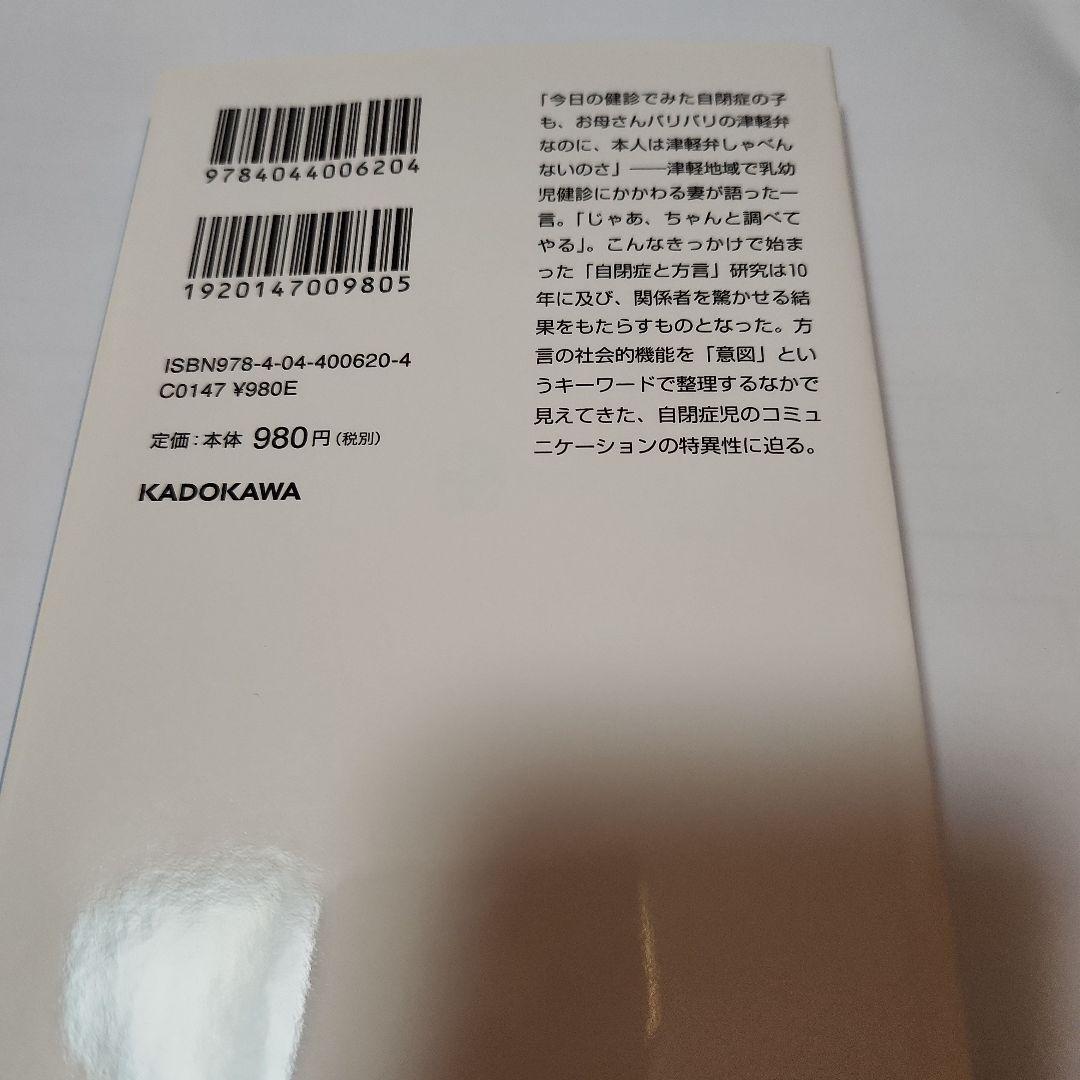 9784044006204
1920147009805
ISBN978-4-04-400620-4
C0147 ¥980E
定価：本体 980円（税別）
KADOKAWA
「今日の健診でみた自閉症の子
も、お母さんバリバリの津軽弁
なのに、本人は津軽弁しゃべん
ないのさ」――津軽地域で乳幼
児健診にかかわる妻が語った一
言。「じゃあ、ちゃんと調べて
やる」。こんなきっかけで始ま
った「自閉症と方言」研究は10
年に及び、関係者を驚かせる結
果をもたらすものとなった。方
言の社会的機能を「意図」とい
うキーワードで整理するなかで
見えてきた、自閉症児のコミュ
ニケーションの特異性に迫る。